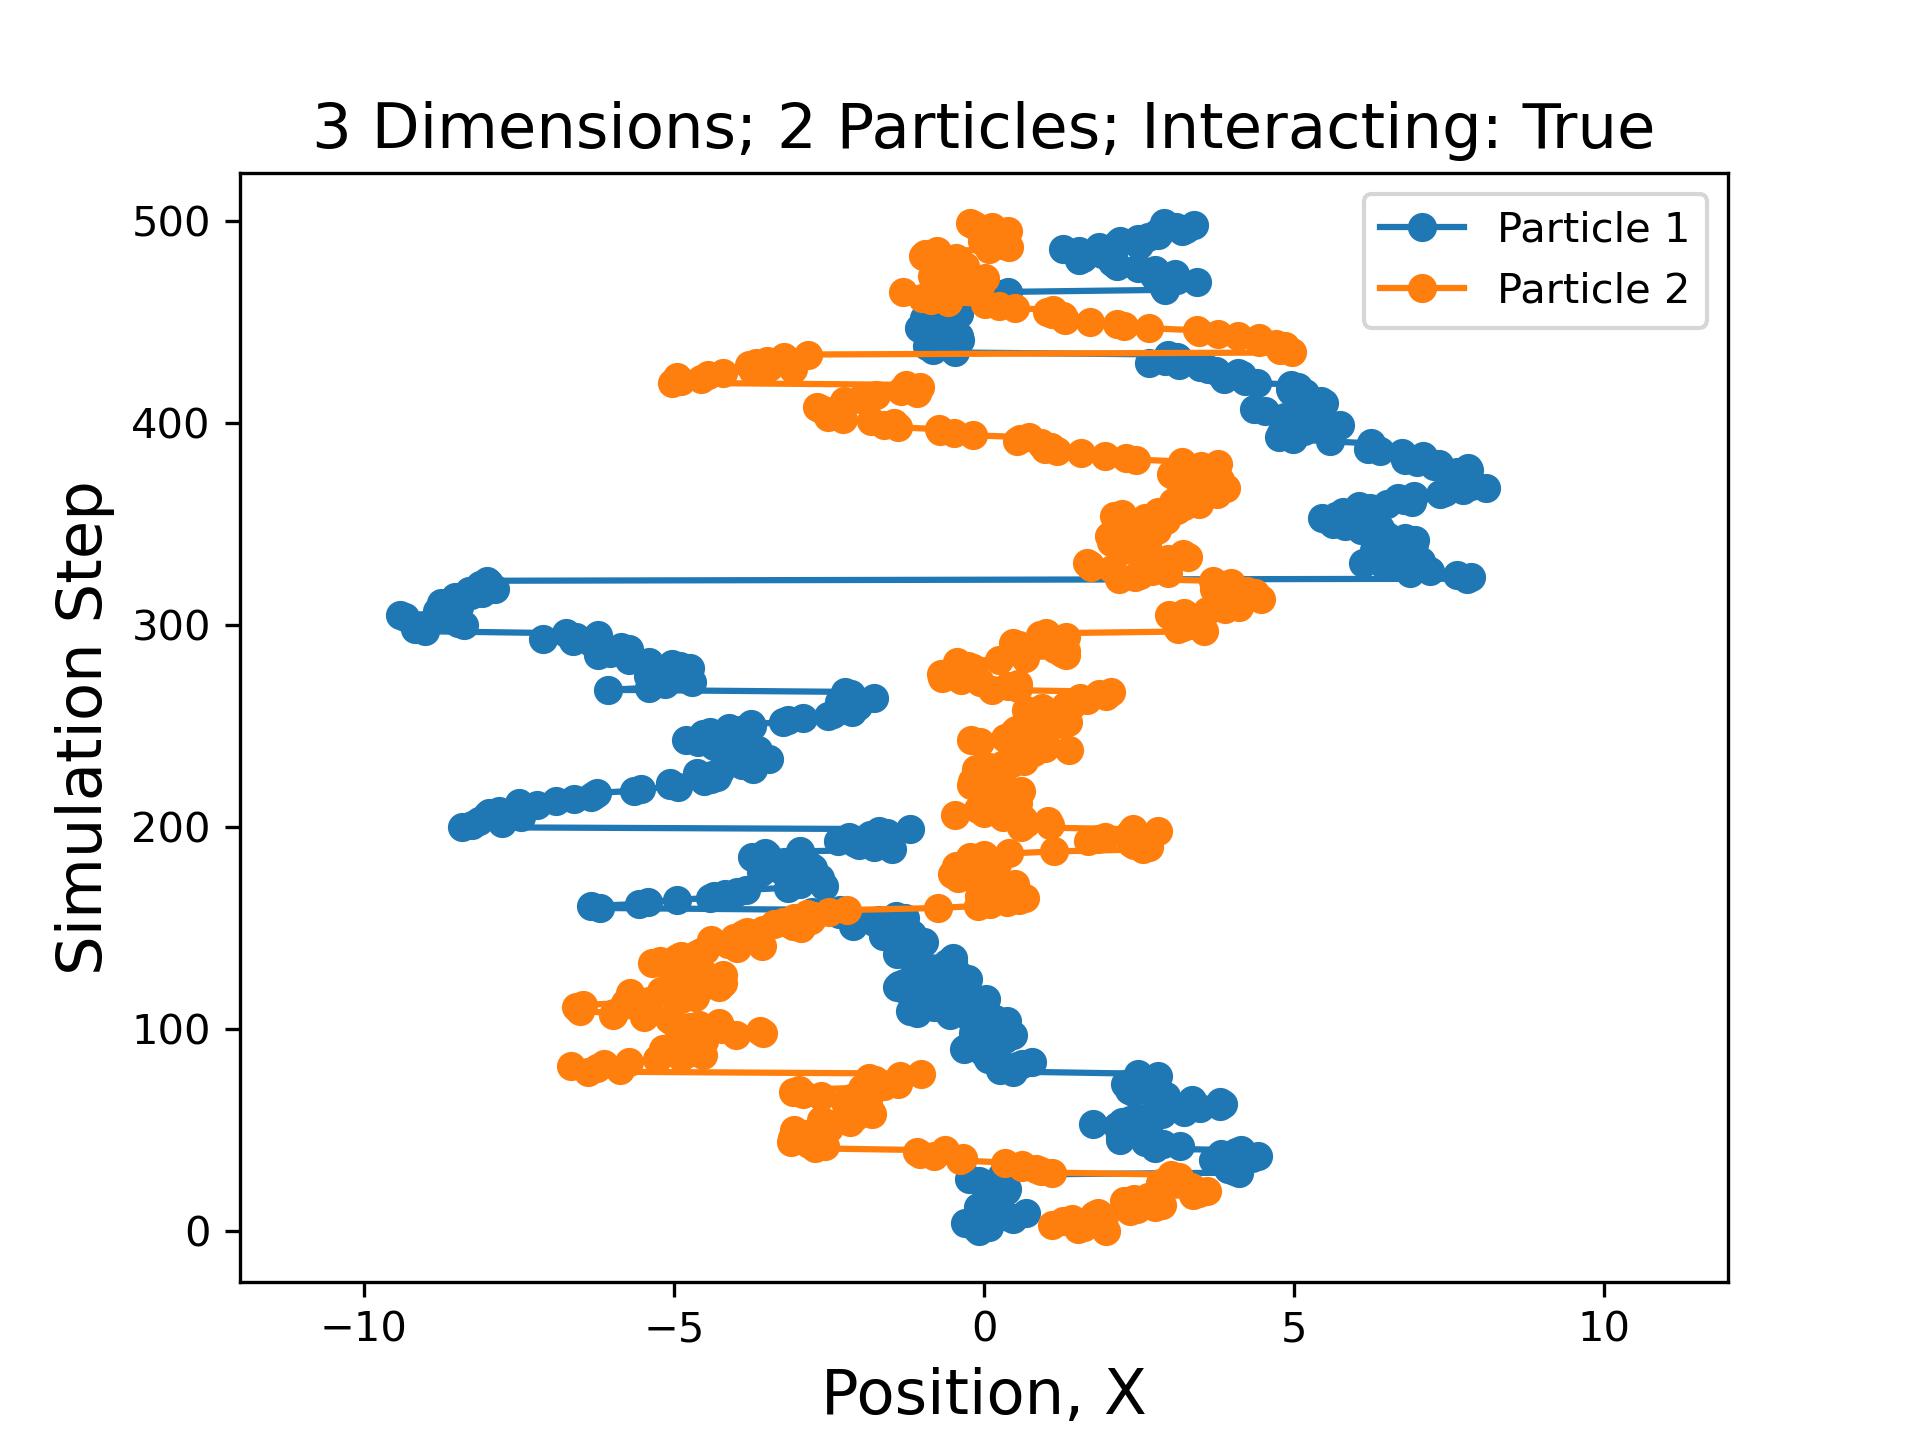 3 Dimensions; 2 Particles; Interacting: True
Particle 1
Particle 2
Simulation Step
500
400
300
200
100
0
−10
−5
0
5
10
Position, X